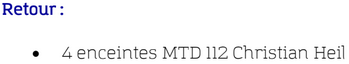 Retour :
• 4 enceintes MTD 112 Christian Heil